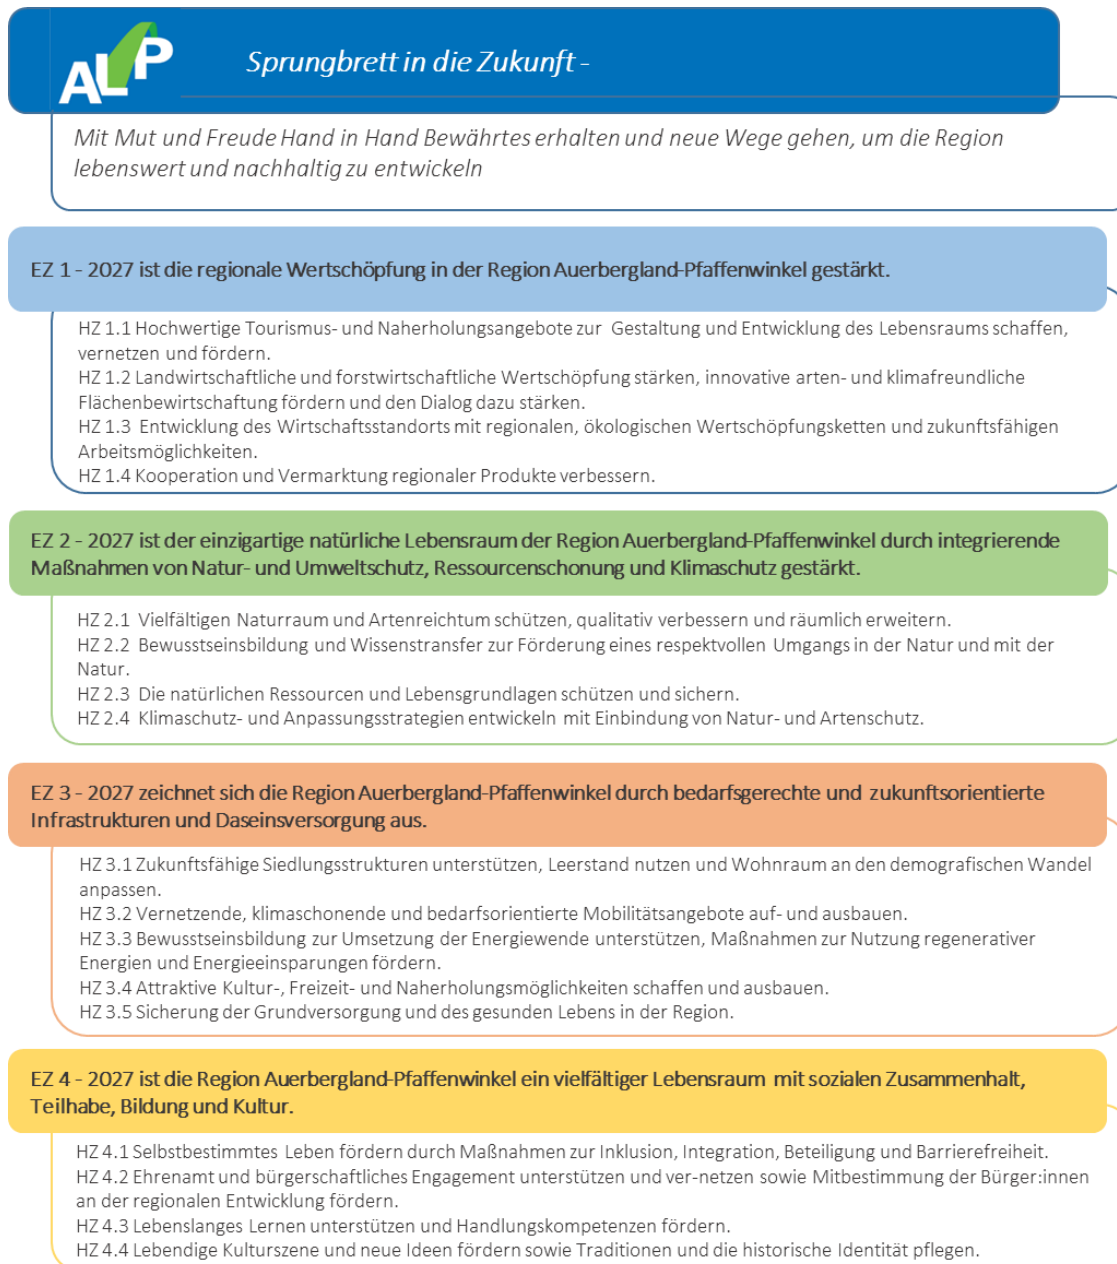 ALP
Sprungbrett in die Zukunft -
Mit Mut und Freude Hand in Hand Bewährtes erhalten und neue Wege gehen, um die Region
lebenswert und nachhaltig zu entwickeln
EZ 1 - 2027 ist die regionale Wertschöpfung in der Region Auerbergland-Pfaffenwinkel gestärkt.
HZ 1.1 Hochwertige Tourismus- und Naherholungsangebote zur Gestaltung und Entwicklung des Lebensraums schaffen,
vernetzen und fördern.
HZ 1.2 Landwirtschaftliche und forstwirtschaftliche Wertschöpfung stärken, innovative arten- und klimafreundliche
Flächenbewirtschaftung fördern und den Dialog dazu stärken.
HZ 1.3 Entwicklung des Wirtschaftsstandorts mit regionalen, ökologischen Wertschöpfungsketten und zukunftsfähigen
Arbeitsmöglichkeiten.
HZ 1.4 Kooperation und Vermarktung regionaler Produkte verbessern.
EZ 2 - 2027 ist der einzigartige natürliche Lebensraum der Region Auerbergland-Pfaffenwinkel durch integrierende
Maßnahmen von Natur- und Umweltschutz, Ressourcenschonung und Klimaschutz gestärkt.
HZ 2.1 Vielfältigen Naturraum und Artenreichtum schützen, qualitativ verbessern und räumlich erweitern.
HZ 2.2 Bewusstseinsbildung und Wissenstransfer zur Förderung eines respektvollen Umgangs in der Natur und mit der
Natur.
HZ 2.3 Die natürlichen Ressourcen und Lebensgrundlagen schützen und sichern.
HZ 2.4 Klimaschutz- und Anpassungsstrategien entwickeln mit Einbindung von Natur- und Artenschutz.
EZ 3 - 2027 zeichnet sich die Region Auerbergland-Pfaffenwinkel durch bedarfsgerechte und zukunftsorientierte
Infrastrukturen und Daseinsversorgung aus.
HZ 3.1 Zukunftsfähige Siedlungsstrukturen unterstützen, Leerstand nutzen und Wohnraum an den demografischen Wandel
anpassen.
HZ 3.2 Vernetzende, klimaschonende und bedarfsorientierte Mobilitätsangebote auf- und ausbauen.
HZ 3.3 Bewusstseinsbildung zur Umsetzung der Energiewende unterstützen, Maßnahmen zur Nutzung regenerativer
Energien und Energieeinsparungen fördern.
HZ 3.4 Attraktive Kultur-, Freizeit- und Naherholungsmöglichkeiten schaffen und ausbauen.
HZ 3.5 Sicherung der Grundversorgung und des gesunden Lebens in der Region.
EZ 4 - 2027 ist die Region Auerbergland-Pfaffenwinkel ein vielfältiger Lebensraum mit sozialen Zusammenhalt,
Teilhabe, Bildung und Kultur.
HZ 4.1 Selbstbestimmtes Leben fördern durch Maßnahmen zur Inklusion, Integration, Beteiligung und Barrierefreiheit.
HZ 4.2 Ehrenamt und bürgerschaftliches Engagement unterstützen und ver-netzen sowie Mitbestimmung der Bürger:innen
an der regionalen Entwicklung fördern.
HZ 4.3 Lebenslanges Lernen unterstützen und Handlungskompetenzen fördern.
HZ 4.4 Lebendige Kulturszene und neue Ideen fördern sowie Traditionen und die historische Identität pflegen.